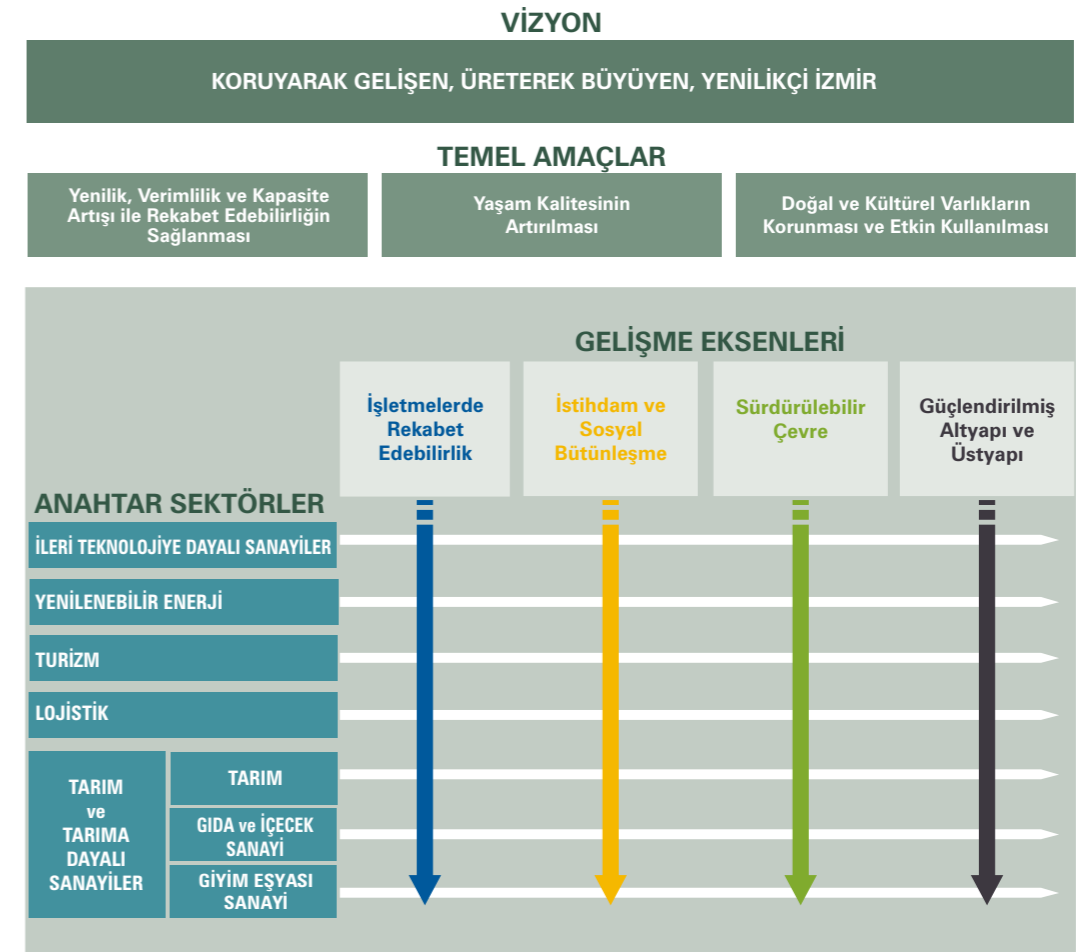 VİZYON
KORUYARAK GELİŞEN, ÜRETEREK BÜYÜYEN, YENİLİKÇİ İZMİR
TEMEL AMAÇLAR
Yenilik, Verimlilik ve Kapasite
Artışı ile Rekabet Edebilirliğin
Sağlanması
Yaşam Kalitesinin
Artırılması
Doğal ve Kültürel Varlıkların
Korunması ve Etkin Kullanılması
GELİŞME EKSENLERİ
İşletmelerde
Rekabet
Edebilirlik
İstihdam ve
Sosyal
Bütünleşme
Sürdürülebilir
Çevre
Güçlendirilmiş
Altyapı ve
Üstyapı
ANAHTAR SEKTÖRLER
İLERİ TEKNOLOJİYE DAYALI SANAYİLER
YENİLENEBİLİR ENERJİ
TURİZM
LOJİSTİK
TARIM
ve
TARIMA
DAYALI
SANAYİLER
TARIM
GIDA ve İÇECEK
SANAYİ
GİYİM EŞYASI
SANAYİ